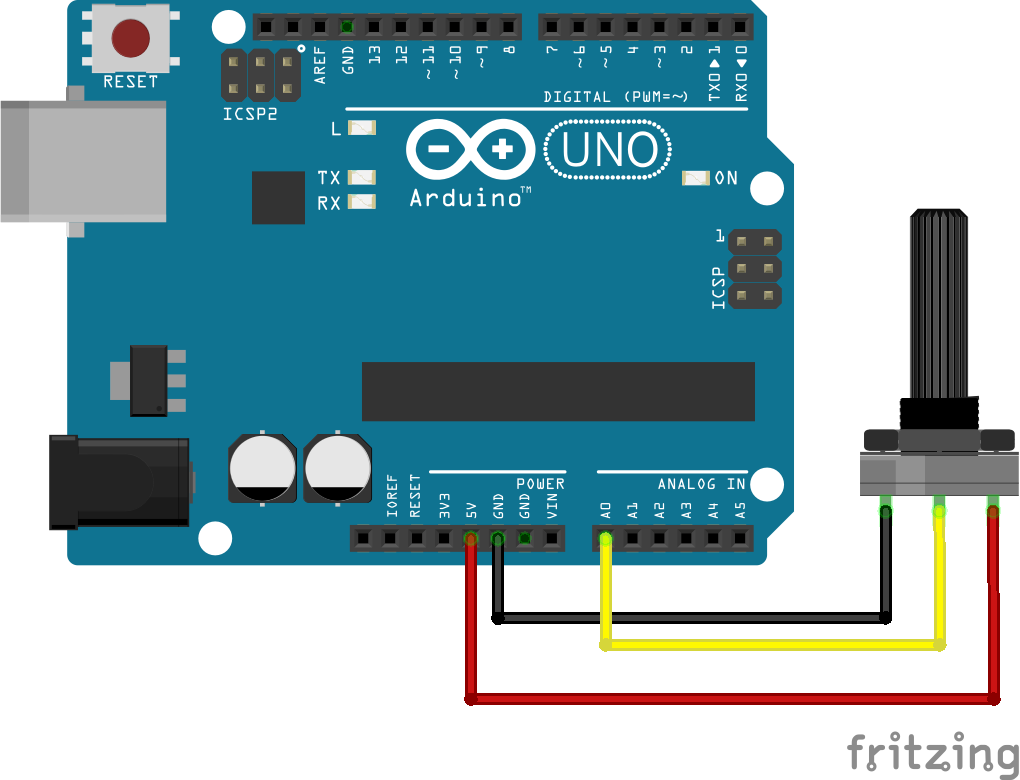 AREF
GND
13
12
~11
~10
~9
8
7
~6
~5
4
~3
2
TX0▶1
RX0◀0
RESET
ICSP2
DIGITAL (PWM=~)
L
TX
RX
UNO
Arduino™
ON
1
ICSP
POWER
ANALOG IN
IOREF
RESET
3V3
5V
GND
GND
VIN
A0
A1
A2
A3
A4
A5
fritzing